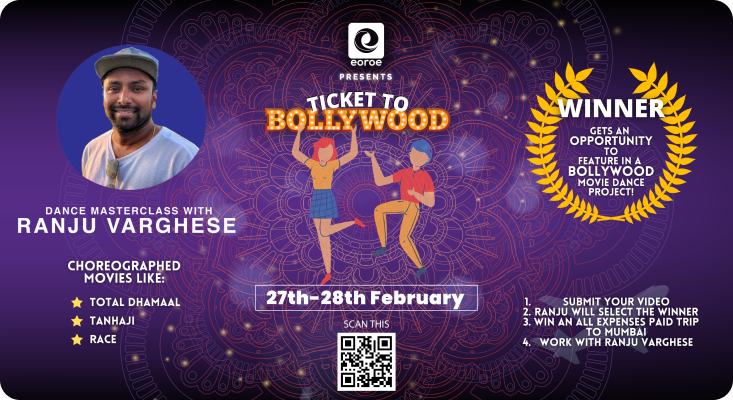 eoroe
PRESENTS
TICKET TO
BOLLYWOOD
DANCE MASTERCLASS WITH
RANJU VARGHESE
CHOREOGRAPHED
MOVIES LIKE:
TOTAL DHAMAAL
TANHAJI
RACE
27th-28th February
SCAN THIS
WINNER
GETS AN
OPPORTUNITY
TO
FEATURE IN A
BOLLYWOOD
MOVIE DANCE
PROJECT!
1. SUBMIT YOUR VIDEO
2. RANJU WILL SELECT THE WINNER
3. WIN AN ALL EXPENSES PAID TRIP
TO MUMBAI
4. WORK WITH RANJU VARGHESE